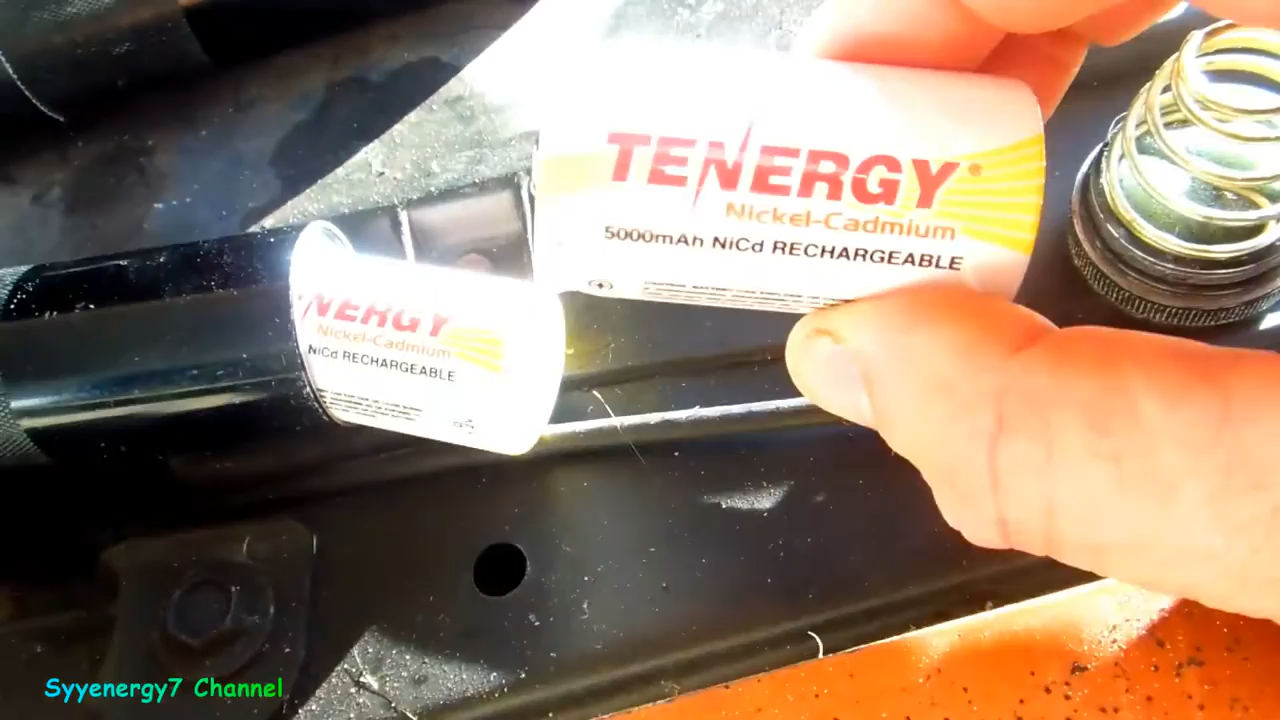 TENERGY®
Nickel-Cadmium
5000mAh NiCd RECHARGEABLE
NERGY
Nickel-Cadmium
NiCd RECHARGEABLE
Syyenergy7 Channel